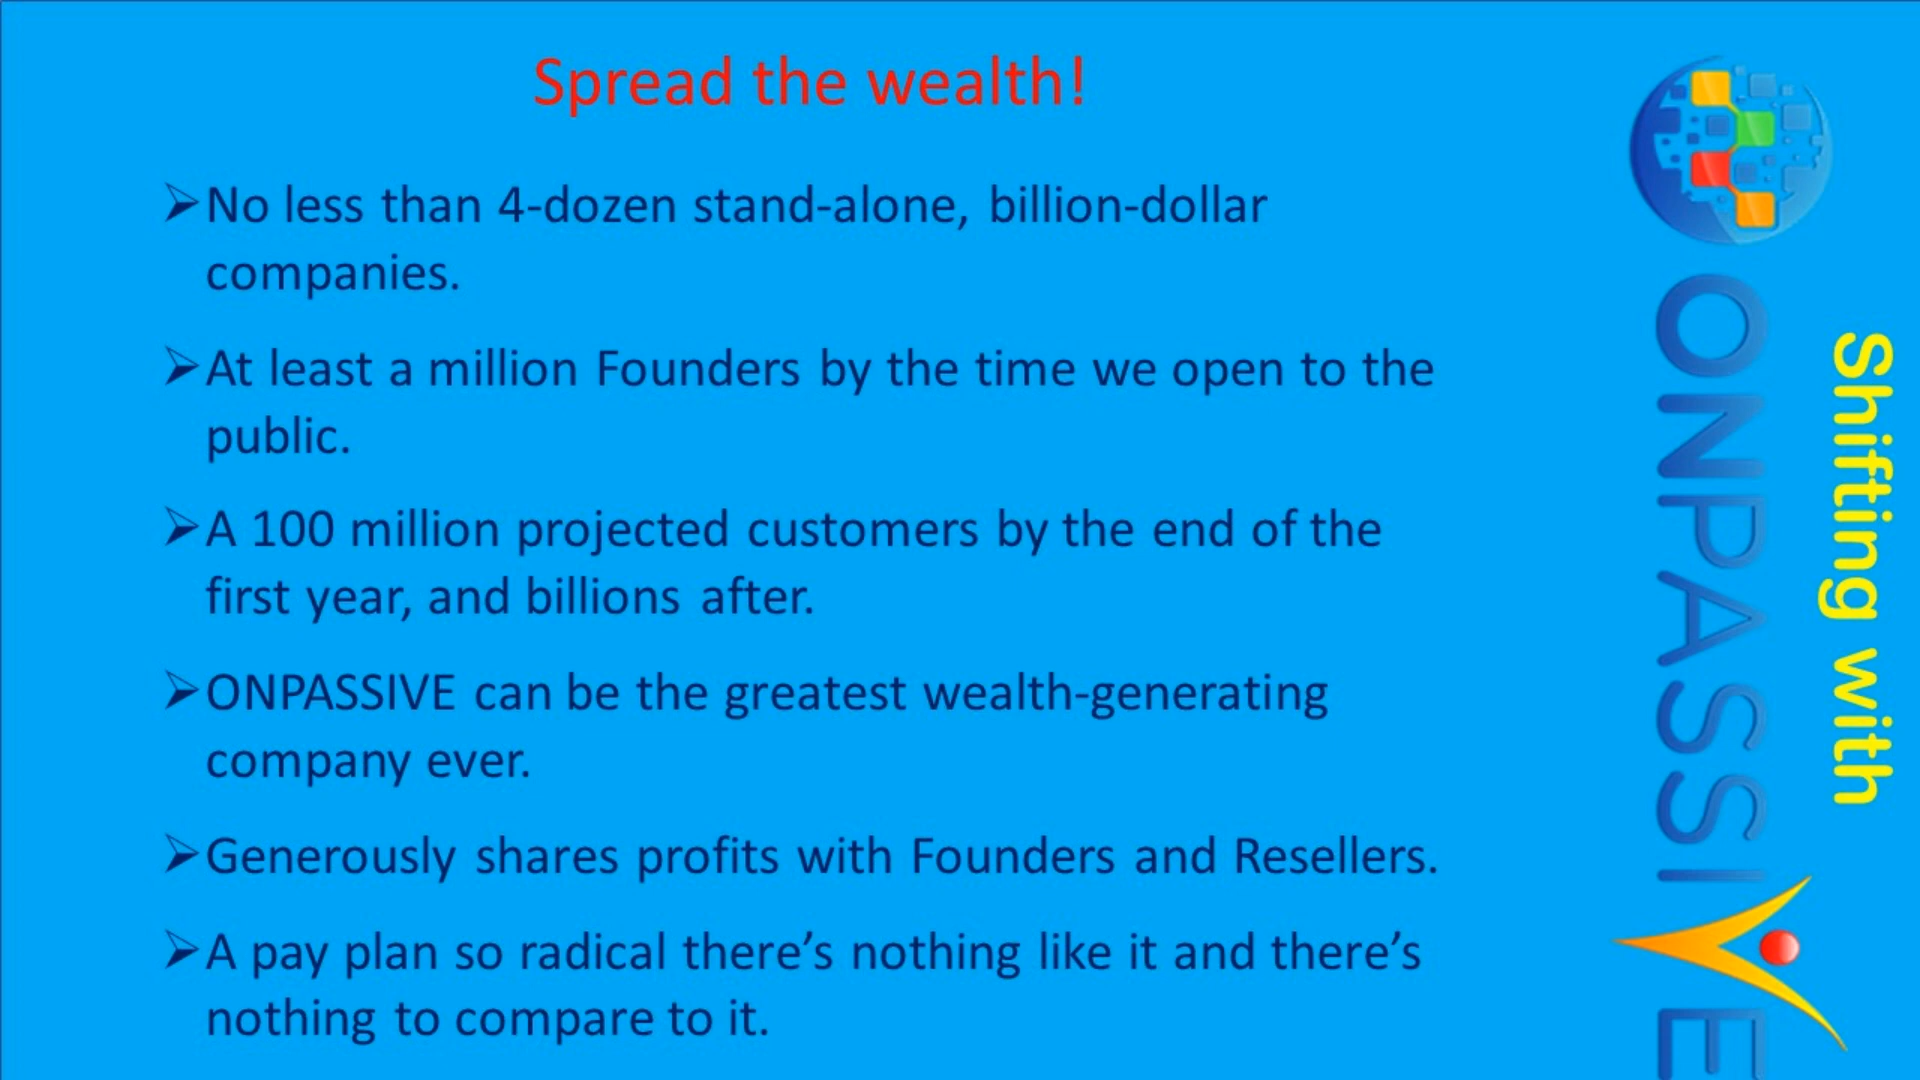 Spread the wealth!
➢No less than 4-dozen stand-alone, billion-dollar
companies.
➢At least a million Founders by the time we open to the
public.
➢A 100 million projected customers by the end of the
first year, and billions after.
➢ONPASSIVE can be the greatest wealth-generating
company ever.
➢Generously shares profits with Founders and Resellers.
➢A pay plan so radical there’s nothing like it and there’s
nothing to compare to it.
Shifting with
ONPASSIVE